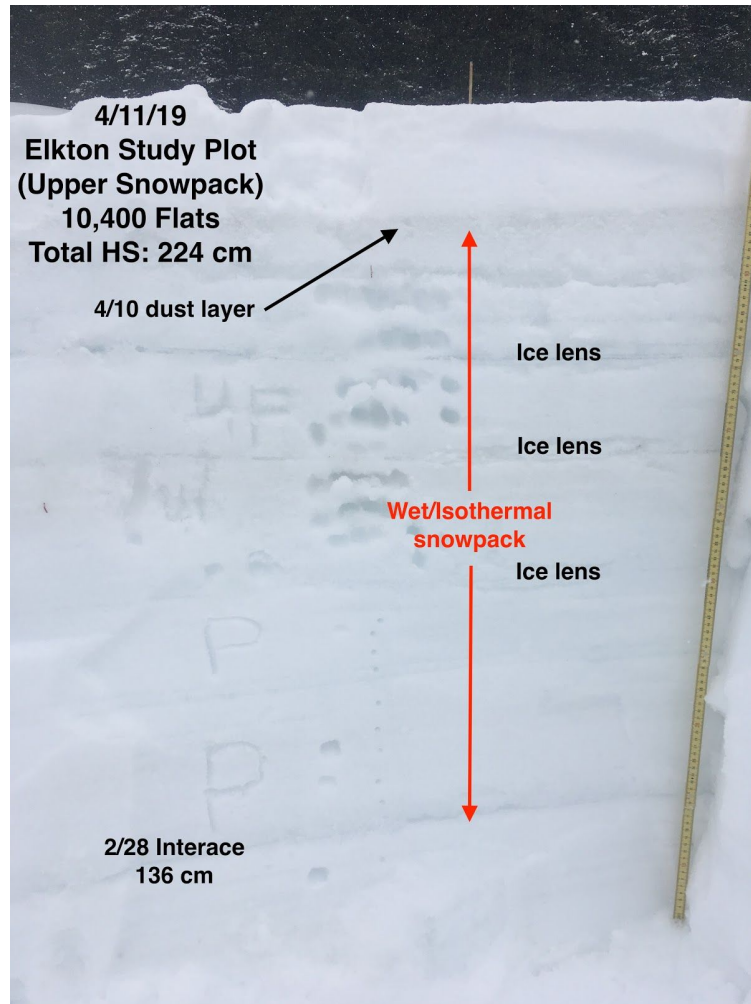 4/11/19
Elkton Study Plot
(Upper Snowpack)
10,400 Flats
Total HS: 224 cm
4/10 dust layer
Ice lens
4F
Ice lens
Wet/Isothermal
snowpack
Ice lens
P
P
2/28 Interace
136 cm